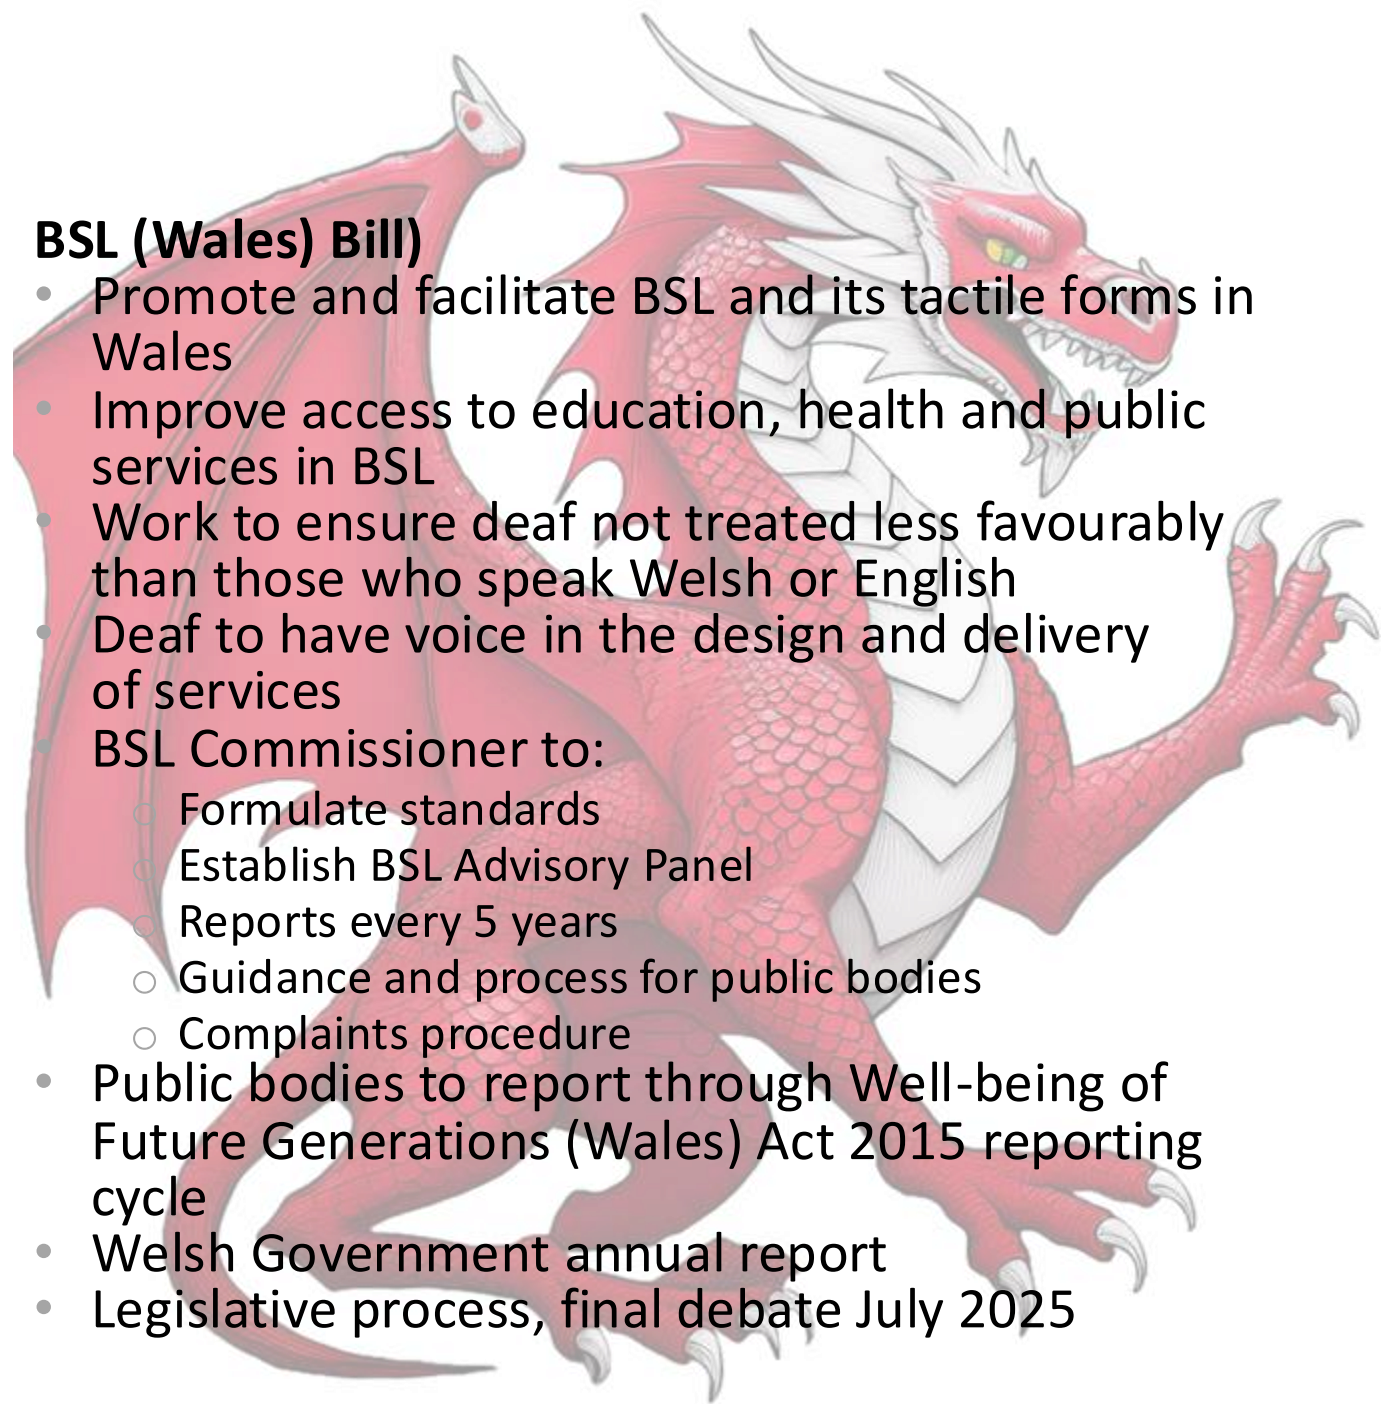 BSL (Wales) Bill)
• Promote and facilitate BSL and its tactile forms in
Wales
• Improve access to education, health and public
services in BSL
• Work to ensure deaf not treated less favourably
than those who speak Welsh or English
• Deaf to have voice in the design and delivery
of services
• BSL Commissioner to:
o Formulate standards
o Establish BSL Advisory Panel
o Reports every 5 years
o Guidance and process for public bodies
o Complaints procedure
• Public bodies to report through Well-being of
Future Generations (Wales) Act 2015 reporting
cycle
• Welsh Government annual report
• Legislative process, final debate July 2025